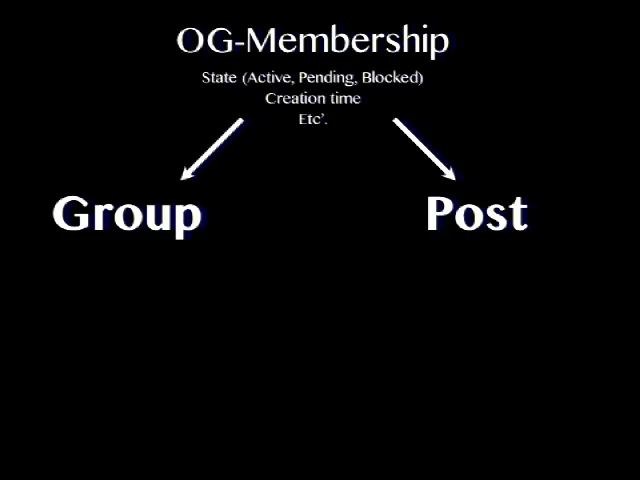 OG-Membership
State (Active, Pending, Blocked)
Creation time
Etc'.
Group
Post